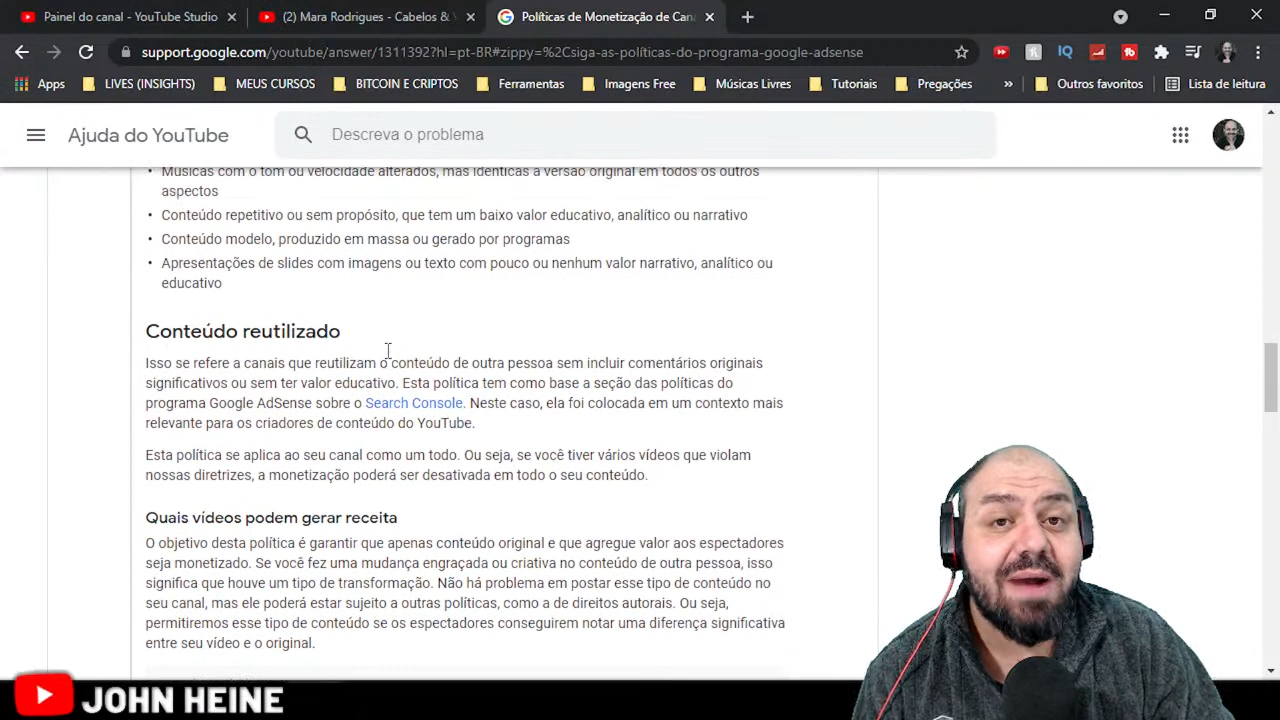 Painel do canal - YouTube Studio
(2) Mara Rodrigues - Cabelos &
Políticas de Monetização de Can
support.google.com/youtube/answer/1311392?hl=pt-BR#zippy=%2Csiga-as-políticas-do-programa-google-adsense
IQ
Apps
LIVES (INSIGHTS)
MEUS CURSOS
BITCOIN E CRIPTOS
Ferramentas
Imagens Free
Músicas Livres
Tutoriais
Pregações
»
Outros favoritos
Lista de leitura
Ajuda do YouTube
Descreva o problema
• Músicas com o tom ou velocidade alterados, mas idênticas à versão original em todos os outros
aspectos
• Conteúdo repetitivo ou sem propósito, que tem um baixo valor educativo, analítico ou narrativo
• Conteúdo modelo, produzido em massa ou gerado por programas
• Apresentações de slides com imagens ou texto com pouco ou nenhum valor narrativo, analítico ou
educativo
Conteúdo reutilizado
Isso se refere a canais que reutilizam o conteúdo de outra pessoa sem incluir comentários originais
significativos ou sem ter valor educativo. Esta política tem como base a seção das políticas do
programa Google AdSense sobre o Search Console. Neste caso, ela foi colocada em um contexto mais
relevante para os criadores de conteúdo do YouTube.
Esta política se aplica ao seu canal como um todo. Ou seja, se você tiver vários vídeos que violam
nossas diretrizes, a monetização poderá ser desativada em todo o seu conteúdo.
Quais vídeos podem gerar receita
O objetivo desta política é garantir que apenas conteúdo original e que agregue valor aos espectadores
seja monetizado. Se você fez uma mudança engraçada ou criativa no conteúdo de outra pessoa, isso
significa que houve um tipo de transformação. Não há problema em postar esse tipo de conteúdo no
seu canal, mas ele poderá estar sujeito a outras políticas, como a de direitos autorais. Ou seja,
permitiremos esse tipo de conteúdo se os espectadores conseguirem notar uma diferença significativa
entre seu vídeo e o original.
JOHN HEINE